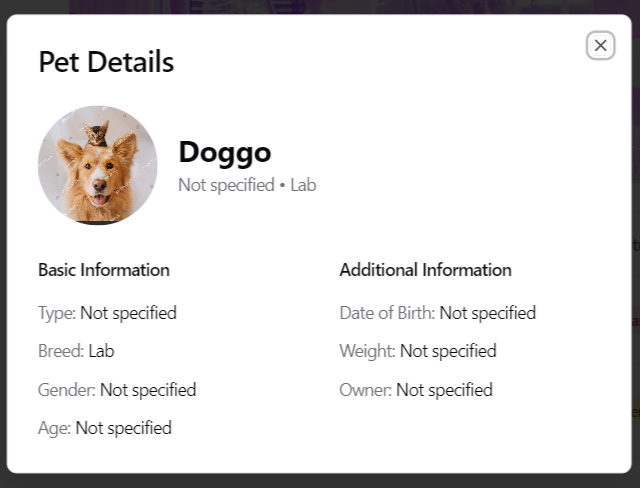 Pet Details
Doggo
Not specified • Lab
Basic Information
Type: Not specified
Breed: Lab
Gender: Not specified
Age: Not specified
Additional Information
Date of Birth: Not specified
Weight: Not specified
Owner: Not specified